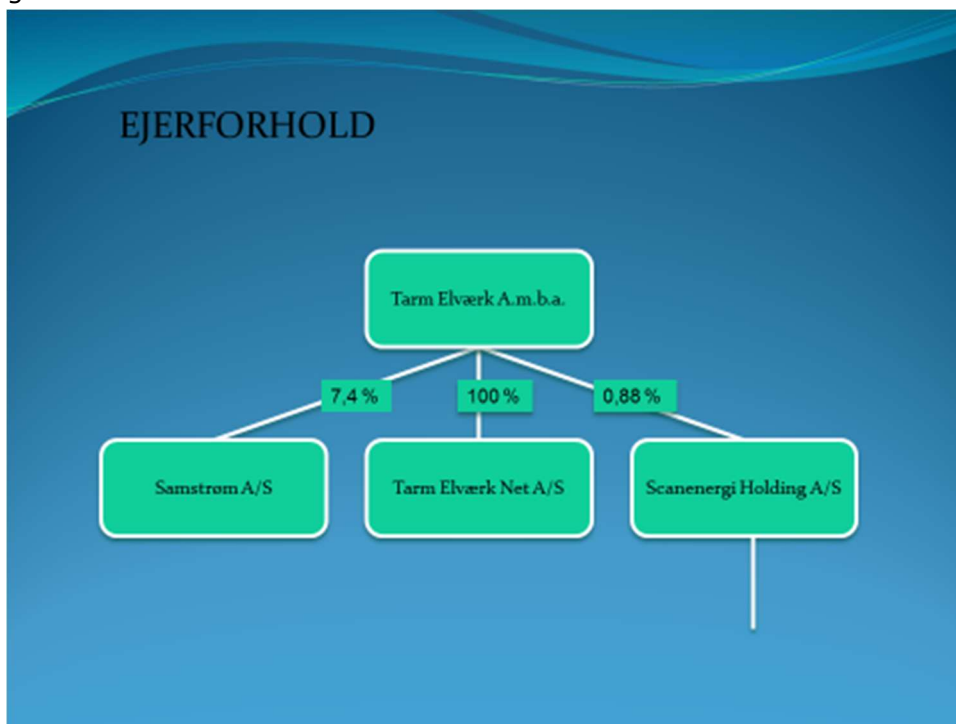 EJERFORHOLD
Tarm Elværk A.m.b.a.
7,4 %
100 %
0,88 %
Samstrøm A/S
Tarm Elværk Net A/S
Scanenergi Holding A/S